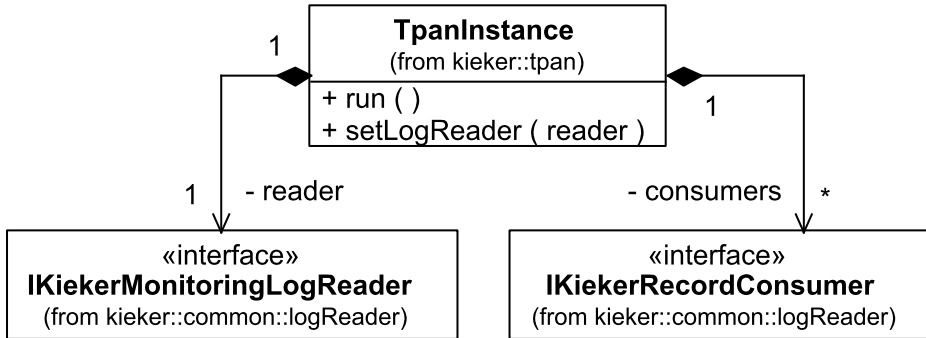 TpanInstance
(from kieker::tpan)
+ run ( )
+ setLogReader ( reader )
1
1
1
- reader
- consumers
*
«interface»
IKiekerMonitoringLogReader
(from kieker::common::logReader)
«interface»
IKiekerRecordConsumer
(from kieker::common::logReader)